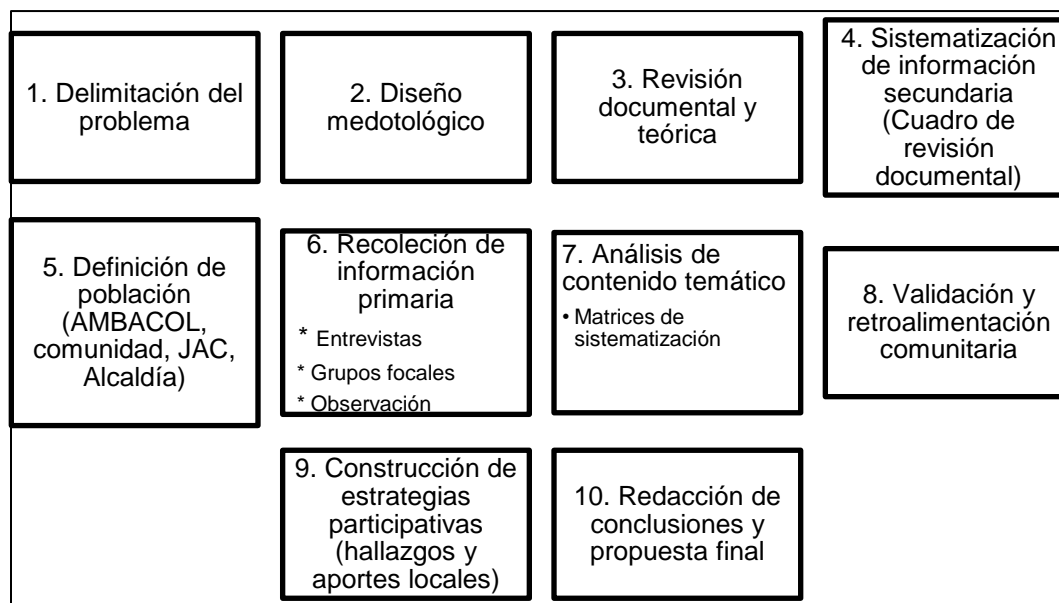 1. Delimitación del
problema
2. Diseño
medotológico
3. Revisión
documental y
teórica
4. Sistematización
de información
secundaria
(Cuadro de
revisión
documental)
5. Definición de
población
(AMBACOL,
comunidad, JAC,
Alcaldía)
6. Recoleción de
información
primaria
* Entrevistas
* Grupos focales
* Observación
7. Análisis de
contenido temático
• Matrices de
sistematización
8. Validación y
retroalimentación
comunitaria
9. Construcción de
estrategias
participativas
(hallazgos y
aportes locales)
10. Redacción de
conclusiones y
propuesta final